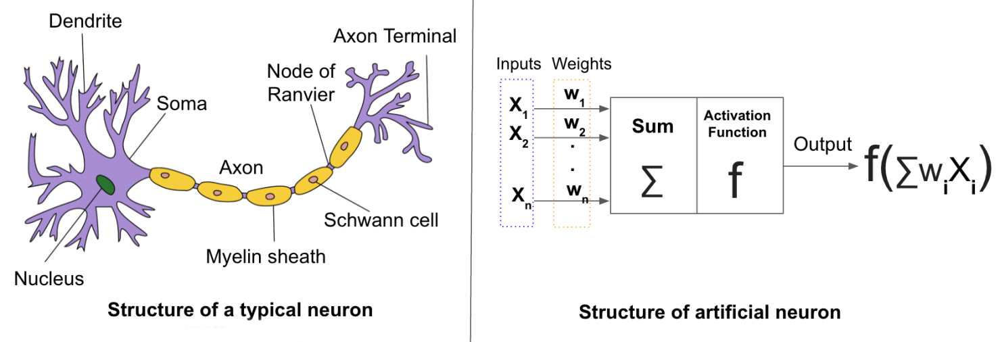 Dendrite
Axon Terminal
Node of
Ranvier
Soma
Axon
Schwann cell
Myelin sheath
Nucleus
Structure of a typical neuron
Inputs Weights
X1 w1
X2 w2
.
.
Xn wn
Sum
∑
Activation
Function
f
Output
f(∑wiXi)
Structure of artificial neuron